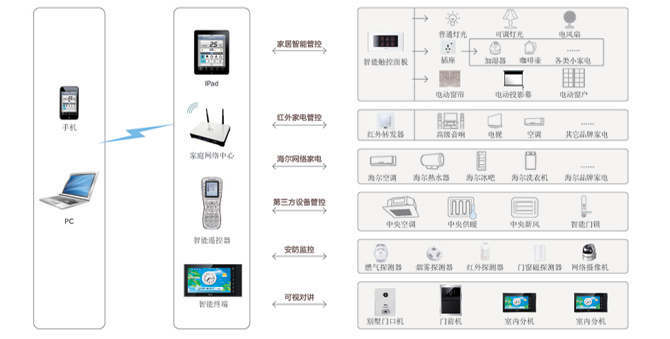 手机
PC
IPad
家庭网络中心
智能遥控器
智能终端
家居智能管控
红外家电管控
海尔网络家电
第三方设备管控
安防监控
可视对讲
智能触控面板
普通灯光 可调灯光 电风扇
插座 加湿器 咖啡壶 …… 各类小家电
电动窗帘 电动投影幕 电动窗户
红外转发器 高级音响 电视 空调 …… 其它品牌家电
海尔空调 海尔热水器 海尔冰吧 海尔洗衣机 …… 海尔品牌家电
中央空调 中央供暖 中央新风 智能门锁
燃气探测器 烟雾探测器 红外探测器 门窗磁探测器 网络摄像机
别墅门口机 门前机 室内分机 室内分机